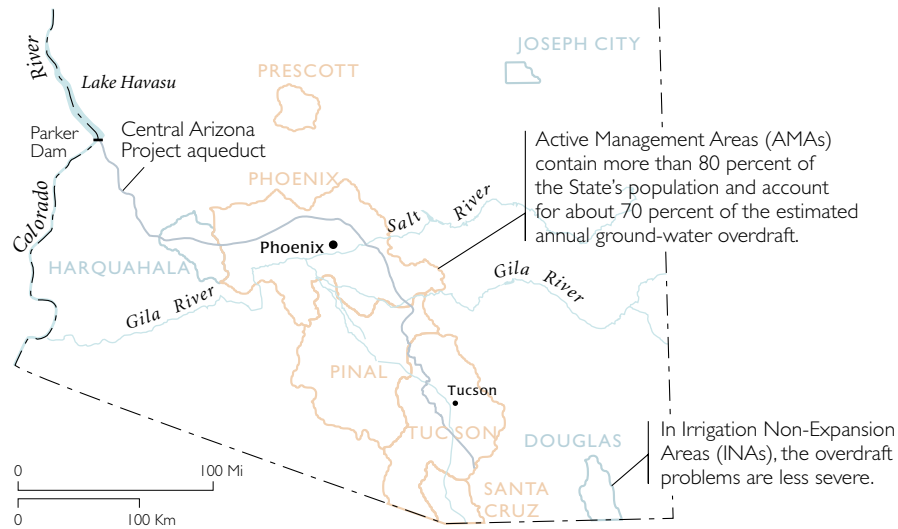 River
Lake Havasu
PRESCOTT
JOSEPH CITY
Parker
Dam
Central Arizona
Project aqueduct
Active Management Areas (AMAs)
contain more than 80 percent of
the State's population and account
for about 70 percent of the estimated
annual ground-water overdraft.
PHOENIX
Colorado
Salt River
Phoenix
HARQUAHALA
Gila River
Gila River
PINAL
Tucson
TUCSON
DOUGLAS
In Irrigation Non-Expansion
Areas (INAs), the overdraft
problems are less severe.
SANTA
CRUZ
0 100 Mi
0 100 Km